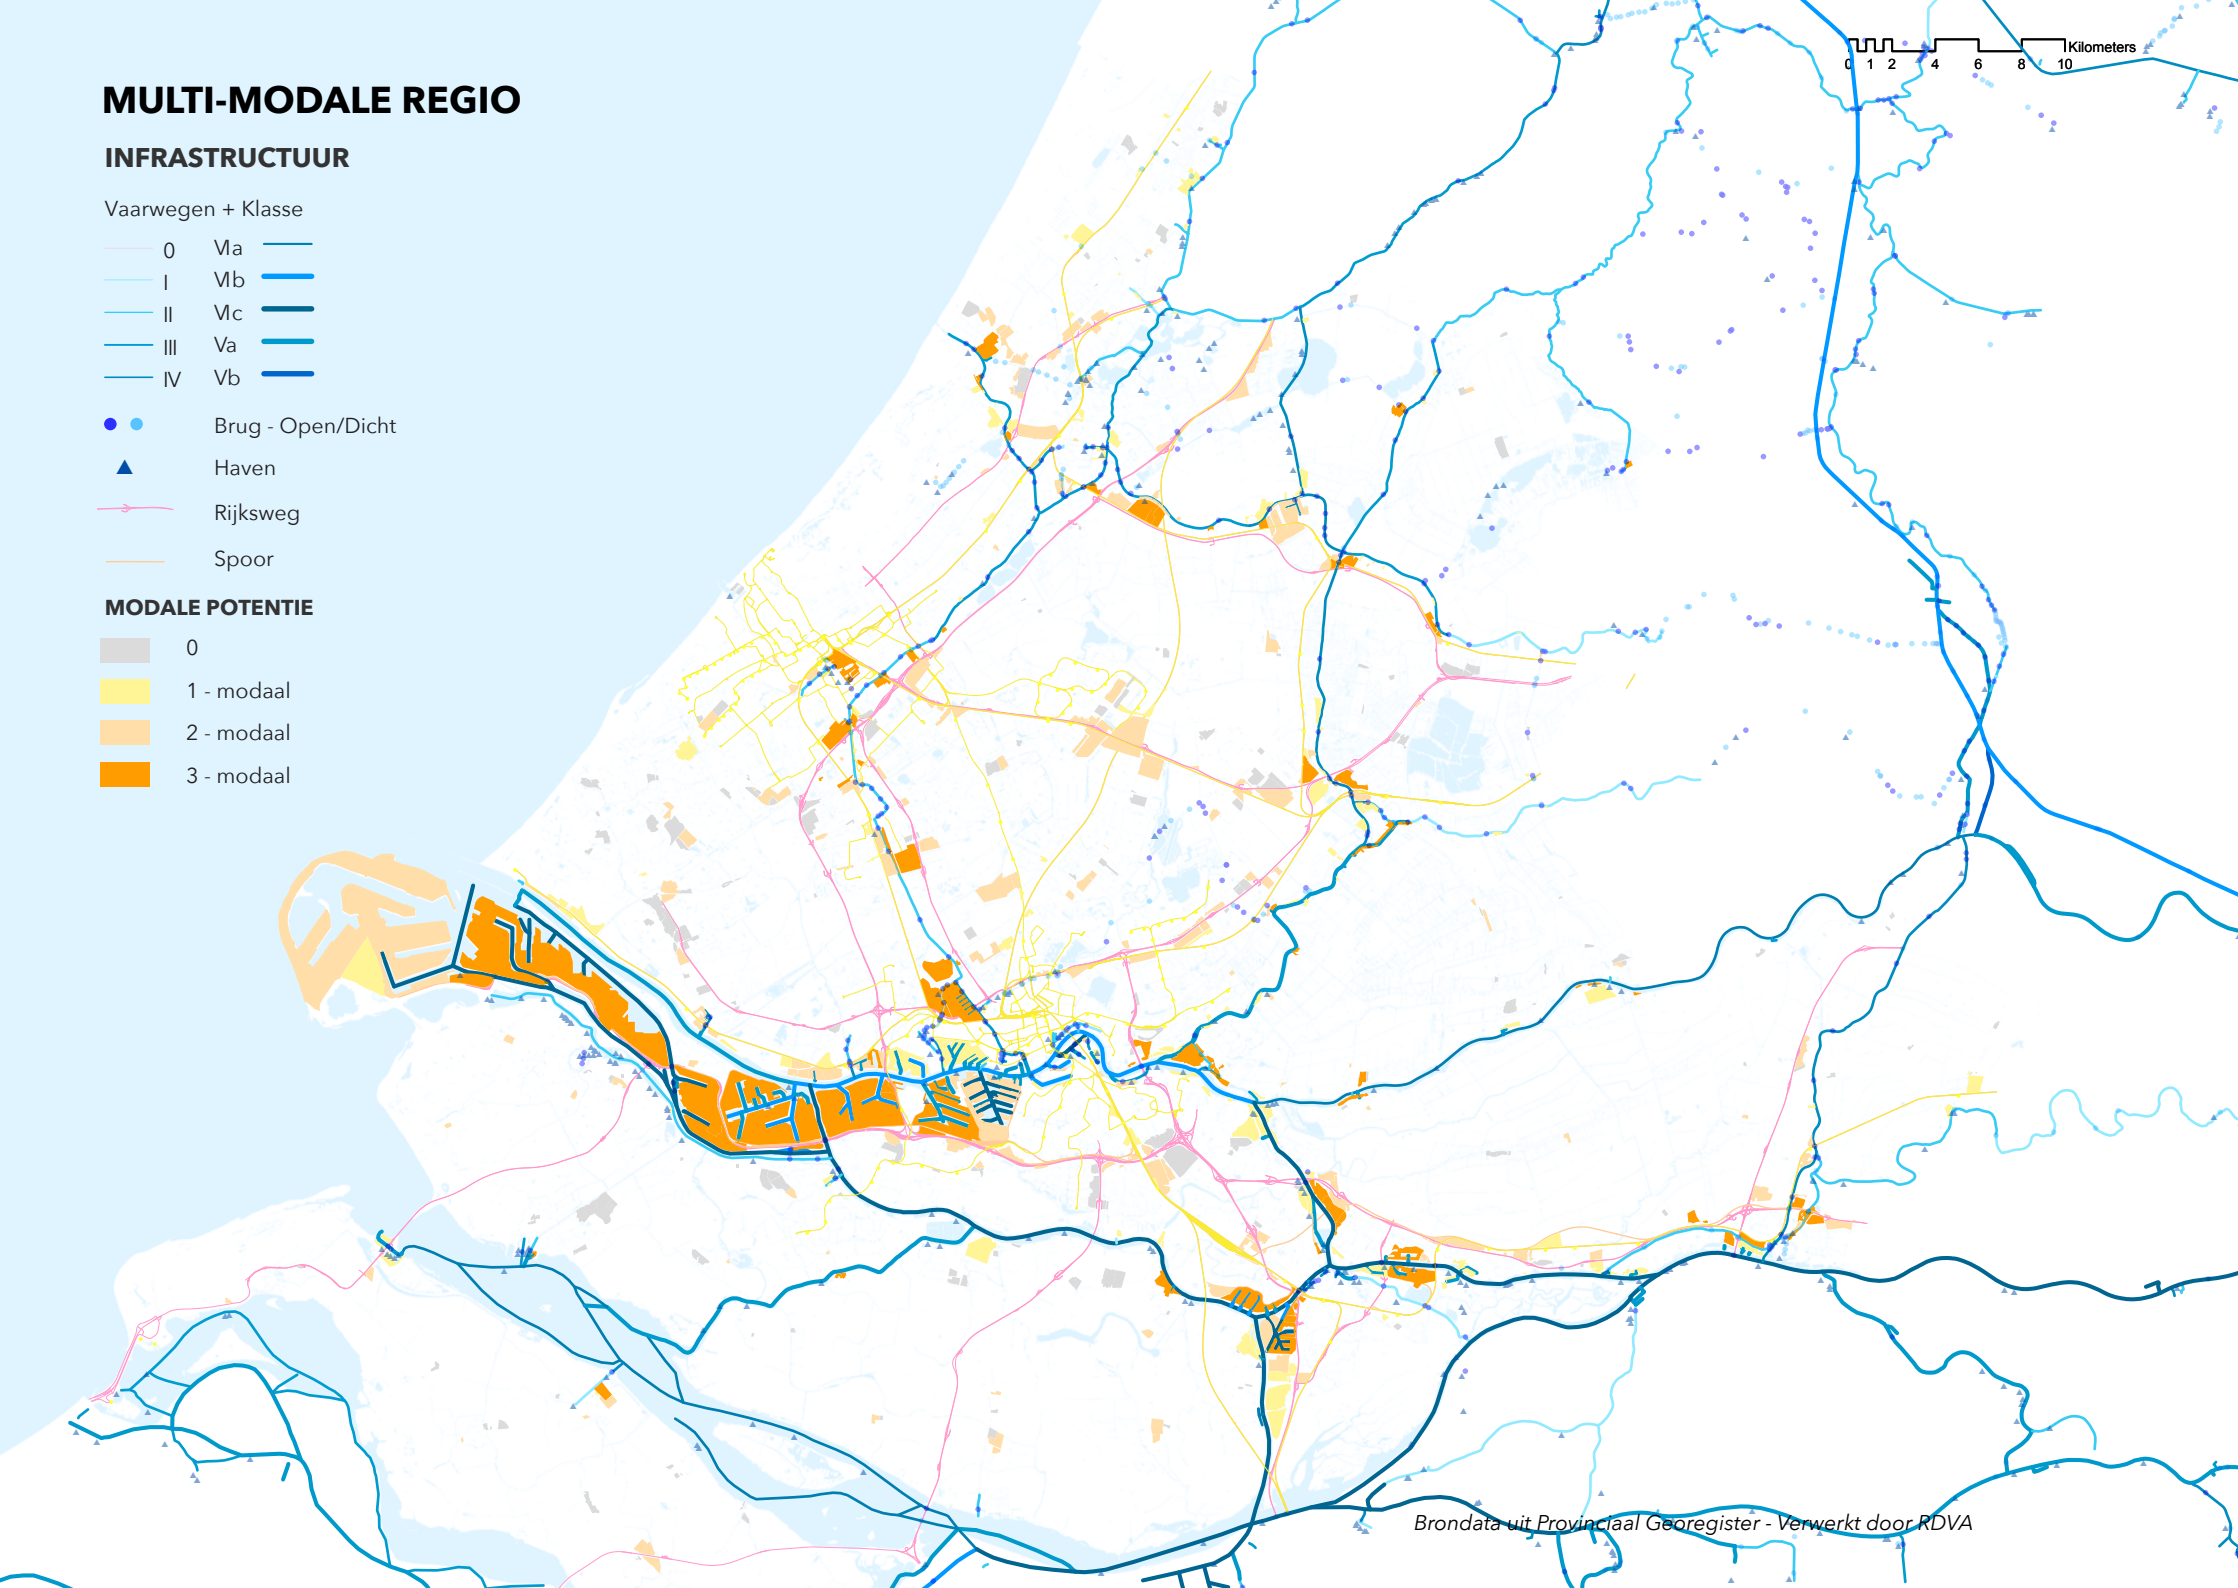 MULTI-MODALE REGIO
INFRASTRUCTUUR
Vaarwegen + Klasse
0 VIa
I VIb
II VIc
III Va
IV Vb
Brug - Open/Dicht
Haven
Rijksweg
Spoor
MODALE POTENTIE
0
1 - modaal
2 - modaal
3 - modaal
Kilometers
0 1 2 4 6 8 10
Brondata uit Provinciaal Georegister - Verwerkt door RDVA